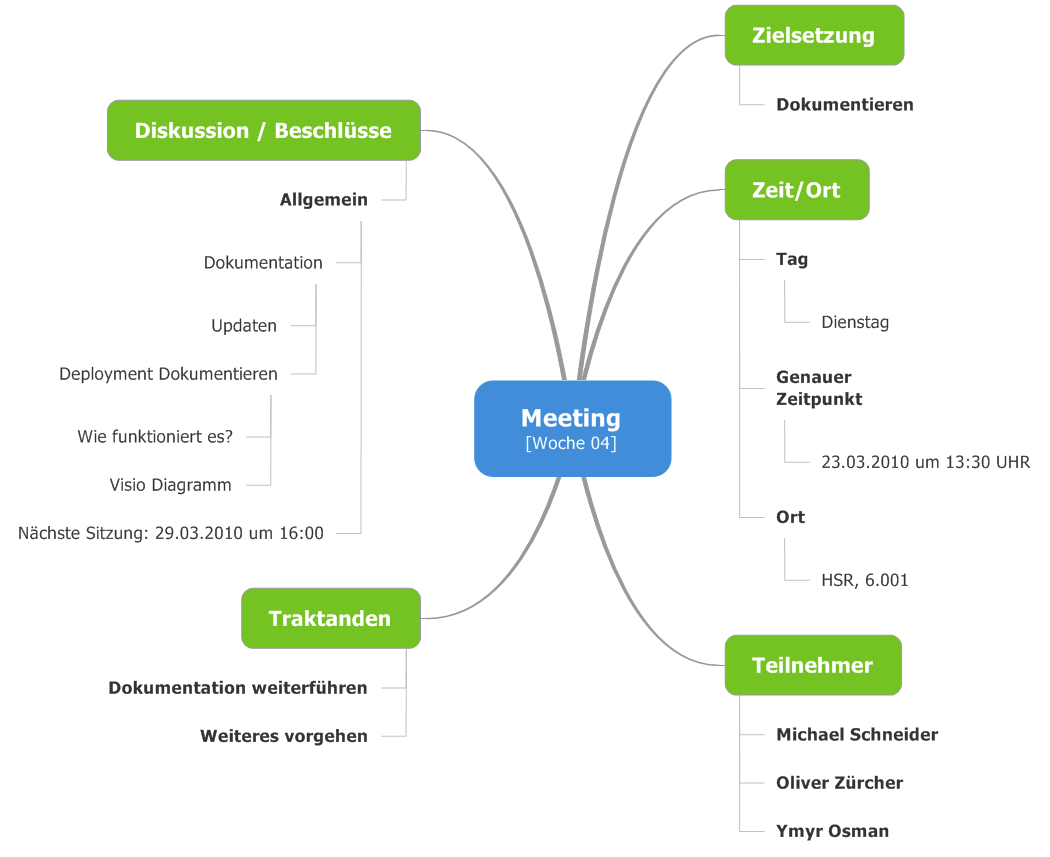 Meeting
[Woche 04]
Zielsetzung
Dokumentieren
Zeit/Ort
Tag
Dienstag
Genauer
Zeitpunkt
23.03.2010 um 13:30 UHR
Ort
HSR, 6.001
Teilnehmer
Michael Schneider
Oliver Zürcher
Ymyr Osman
Diskussion / Beschlüsse
Allgemein
Dokumentation
Updaten
Deployment Dokumentieren
Wie funktioniert es?
Visio Diagramm
Nächste Sitzung: 29.03.2010 um 16:00
Traktanden
Dokumentation weiterführen
Weiteres vorgehen